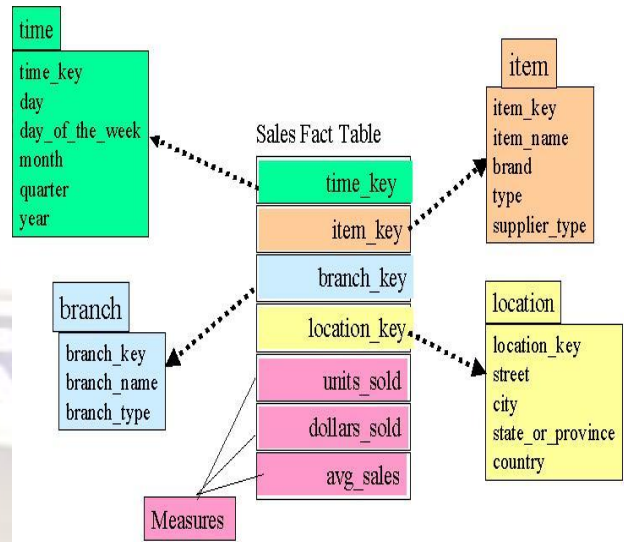 time
time_key
day
day_of_the_week
month
quarter
year
item
item_key
item_name
brand
type
supplier_type
Sales Fact Table
time_key
item_key
branch_key
location_key
units_sold
dollars_sold
avg_sales
branch
branch_key
branch_name
branch_type
location
location_key
street
city
state_or_province
country
Measures